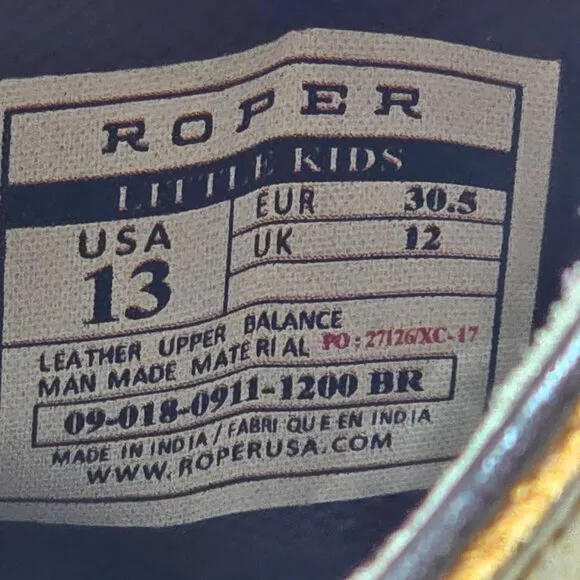 ROPER
LITTLE KIDS
USA
13
EUR 30.5
UK 12
LEATHER UPPER BALANCE
MAN MADE MATERIAL PO: 27126/XC-17
09-018-0911-1200 BR
MADE IN INDIA / FABRIQUE EN INDIA
WWW.ROPERUSA.COM